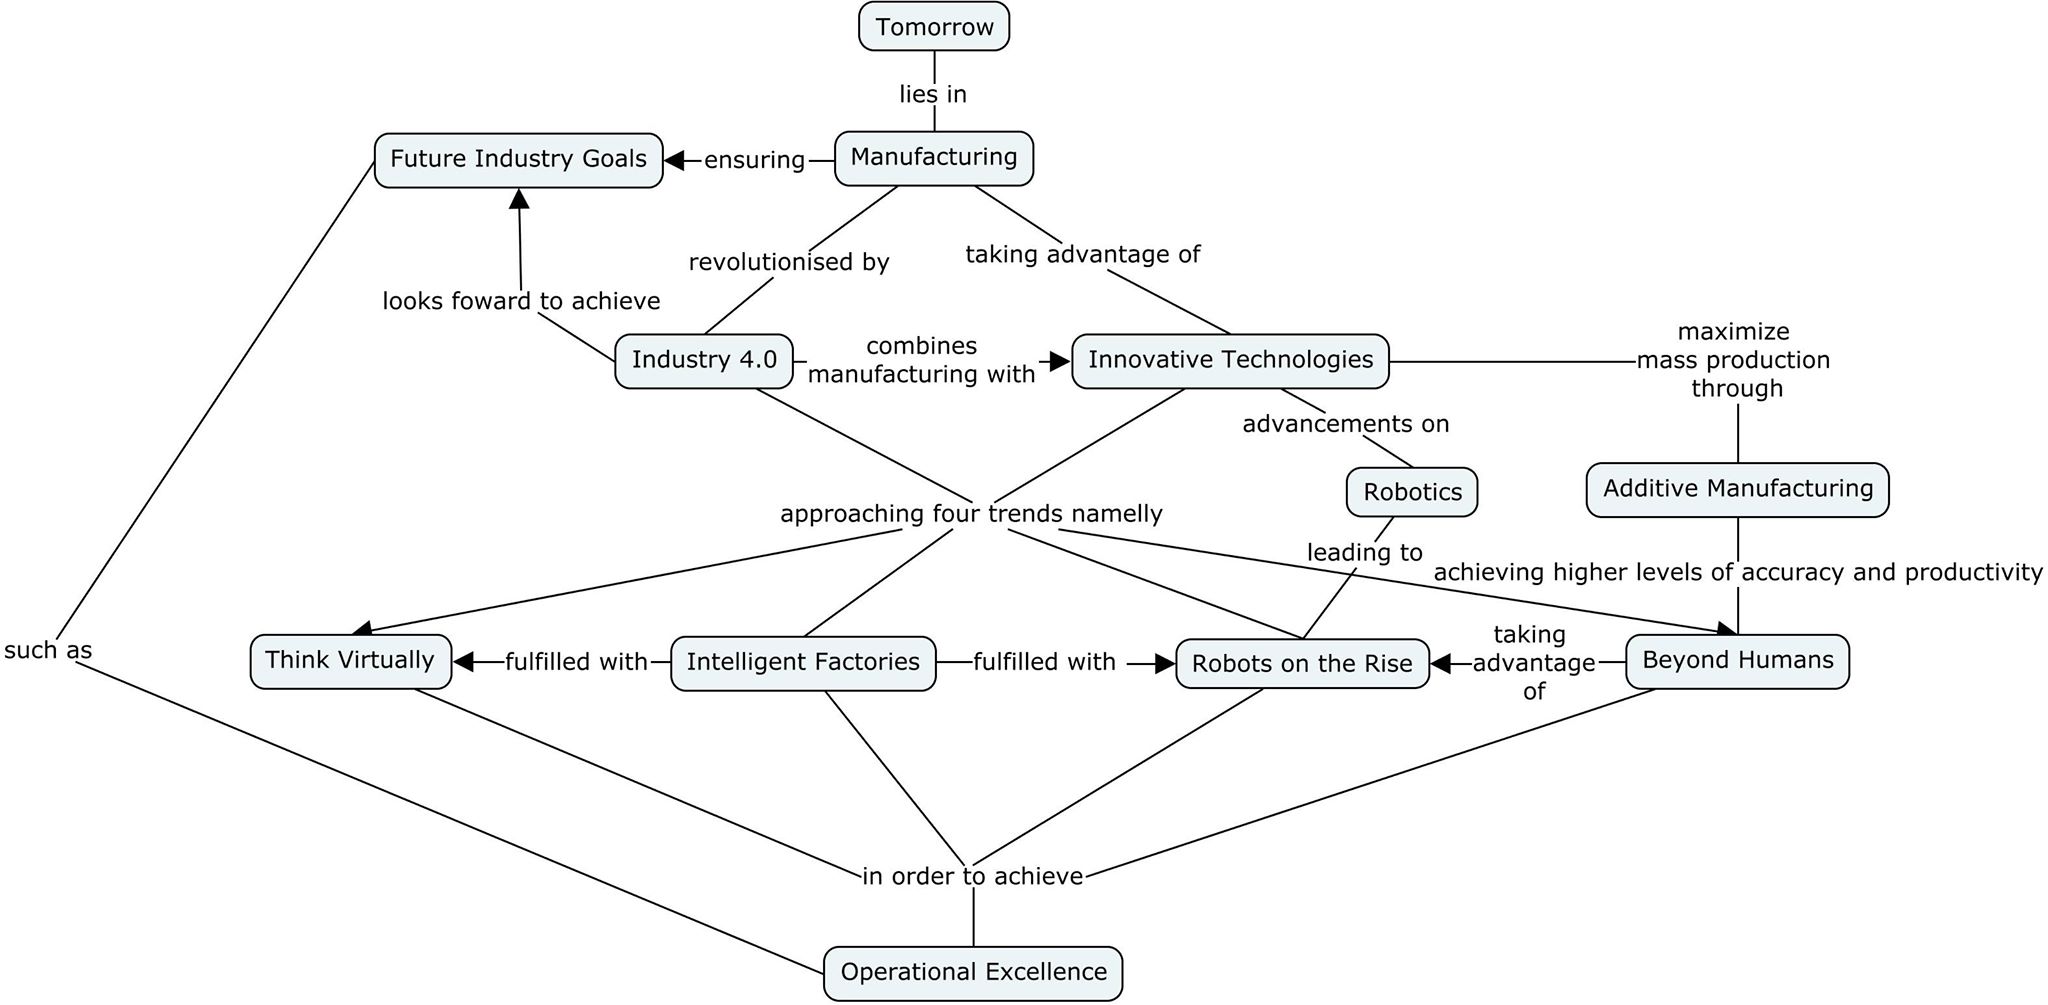 Tomorrow
lies in
Future Industry Goals
ensuring
Manufacturing
revolutionised by
taking advantage of
looks foward to achieve
Industry 4.0
combines
manufacturing with
Innovative Technologies
maximize
mass production
through
advancements on
Robotics
Additive Manufacturing
approaching four trends namelly
leading to
achieving higher levels of accuracy and productivity
such as
Think Virtually
fulfilled with
Intelligent Factories
fulfilled with
Robots on the Rise
taking
advantage
of
Beyond Humans
in order to achieve
Operational Excellence